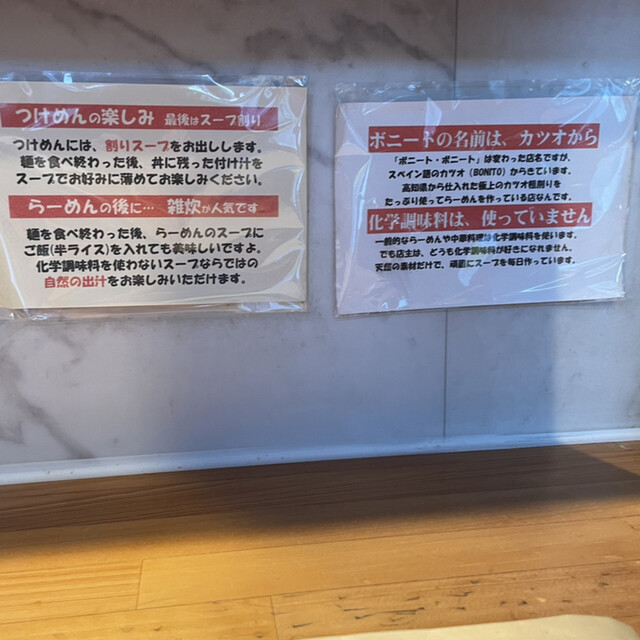 つけめんの楽しみ 最後はスープ割り
つけめんには、割りスープをお出しします。
麺を食べ終わった後、丼に残った付け汁を
スープでお好みに薄めてお楽しみください。
らーめんの後に… 雑炊が人気です
麺を食べ終わった後、らーめんのスープに
ご飯(半ライス)を入れても美味しいですよ。
化学調味料を使わないスープならではの
自然の出汁をお楽しみいただけます。
ボニートの名前は、カツオから
「ボニート・ボニート」は変わった店名ですが、
スペイン語のカツオ(BONITO)からきています。
高知県から仕入れた極上のカツオ粗削りを
たっぷり使ってらーめんを作っている店なんです。
化学調味料は、使っていません
一般的ならーめんや中華料理は化学調味料を使います。
でも店主は、どうも化学調味料が好きになれません。
天然の素材だけで、頑固にスープを毎日作っています。